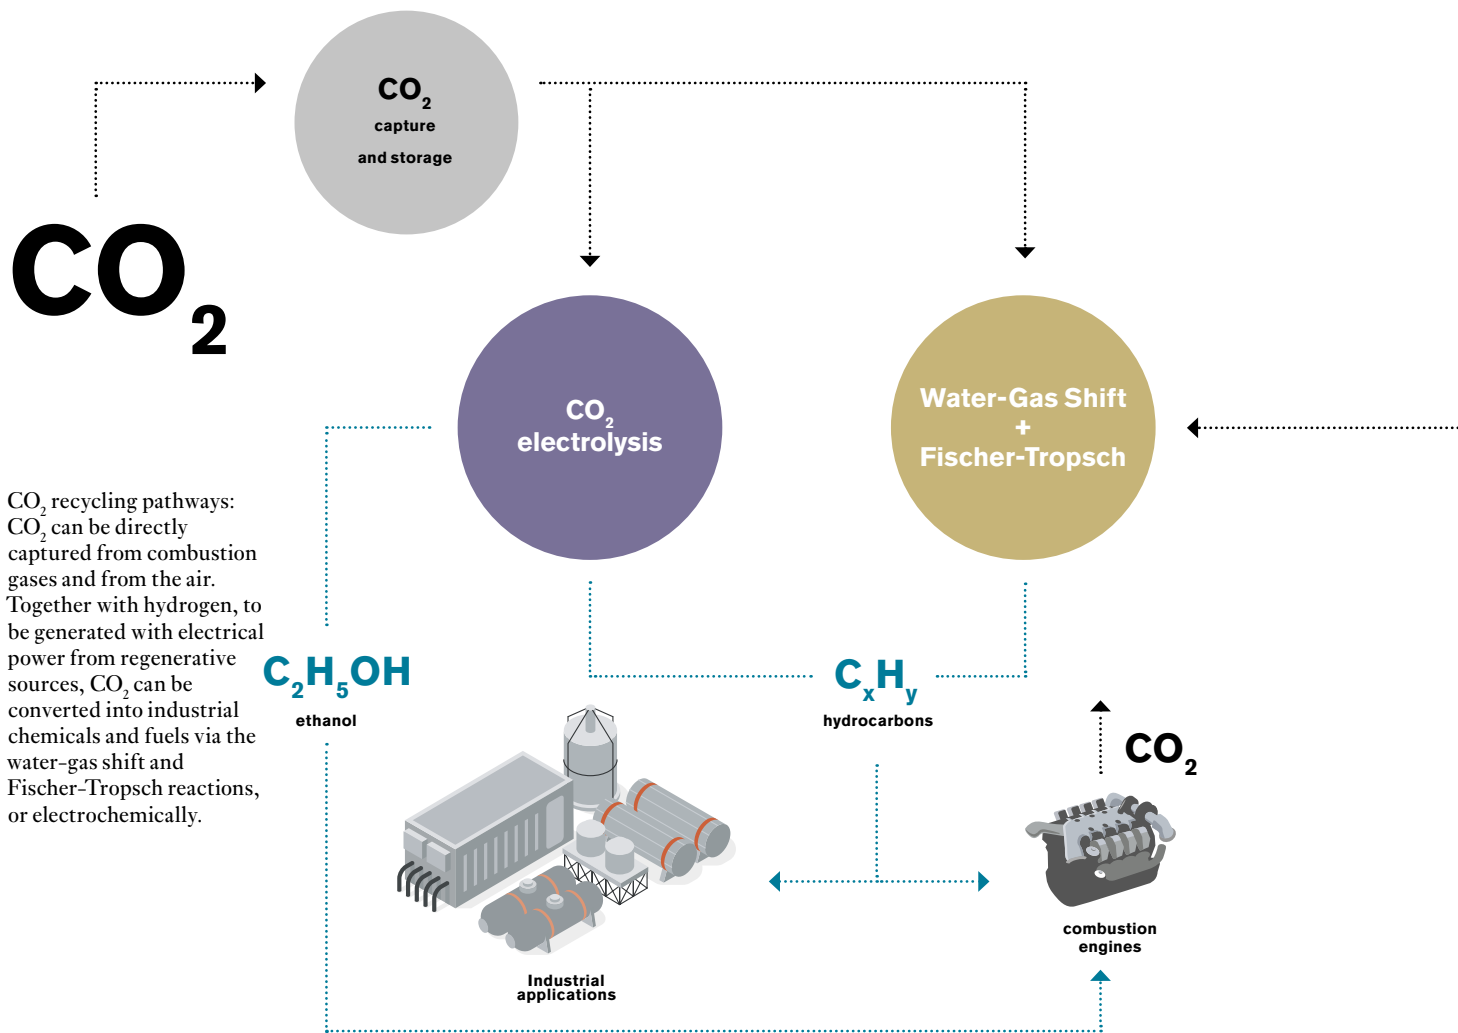 CO₂
capture
and storage
CO₂
CO₂
electrolysis
Water-Gas Shift
+
Fischer-Tropsch
CO₂ recycling pathways:
CO₂ can be directly
captured from combustion
gases and from the air.
Together with hydrogen, to
be generated with electrical
power from regenerative
sources, CO₂ can be
converted into industrial
chemicals and fuels via the
water-gas shift and
Fischer-Tropsch reactions,
or electrochemically.
C₂H₅OH
ethanol
CₓHᵧ
hydrocarbons
CO₂
combustion
engines
Industrial
applications